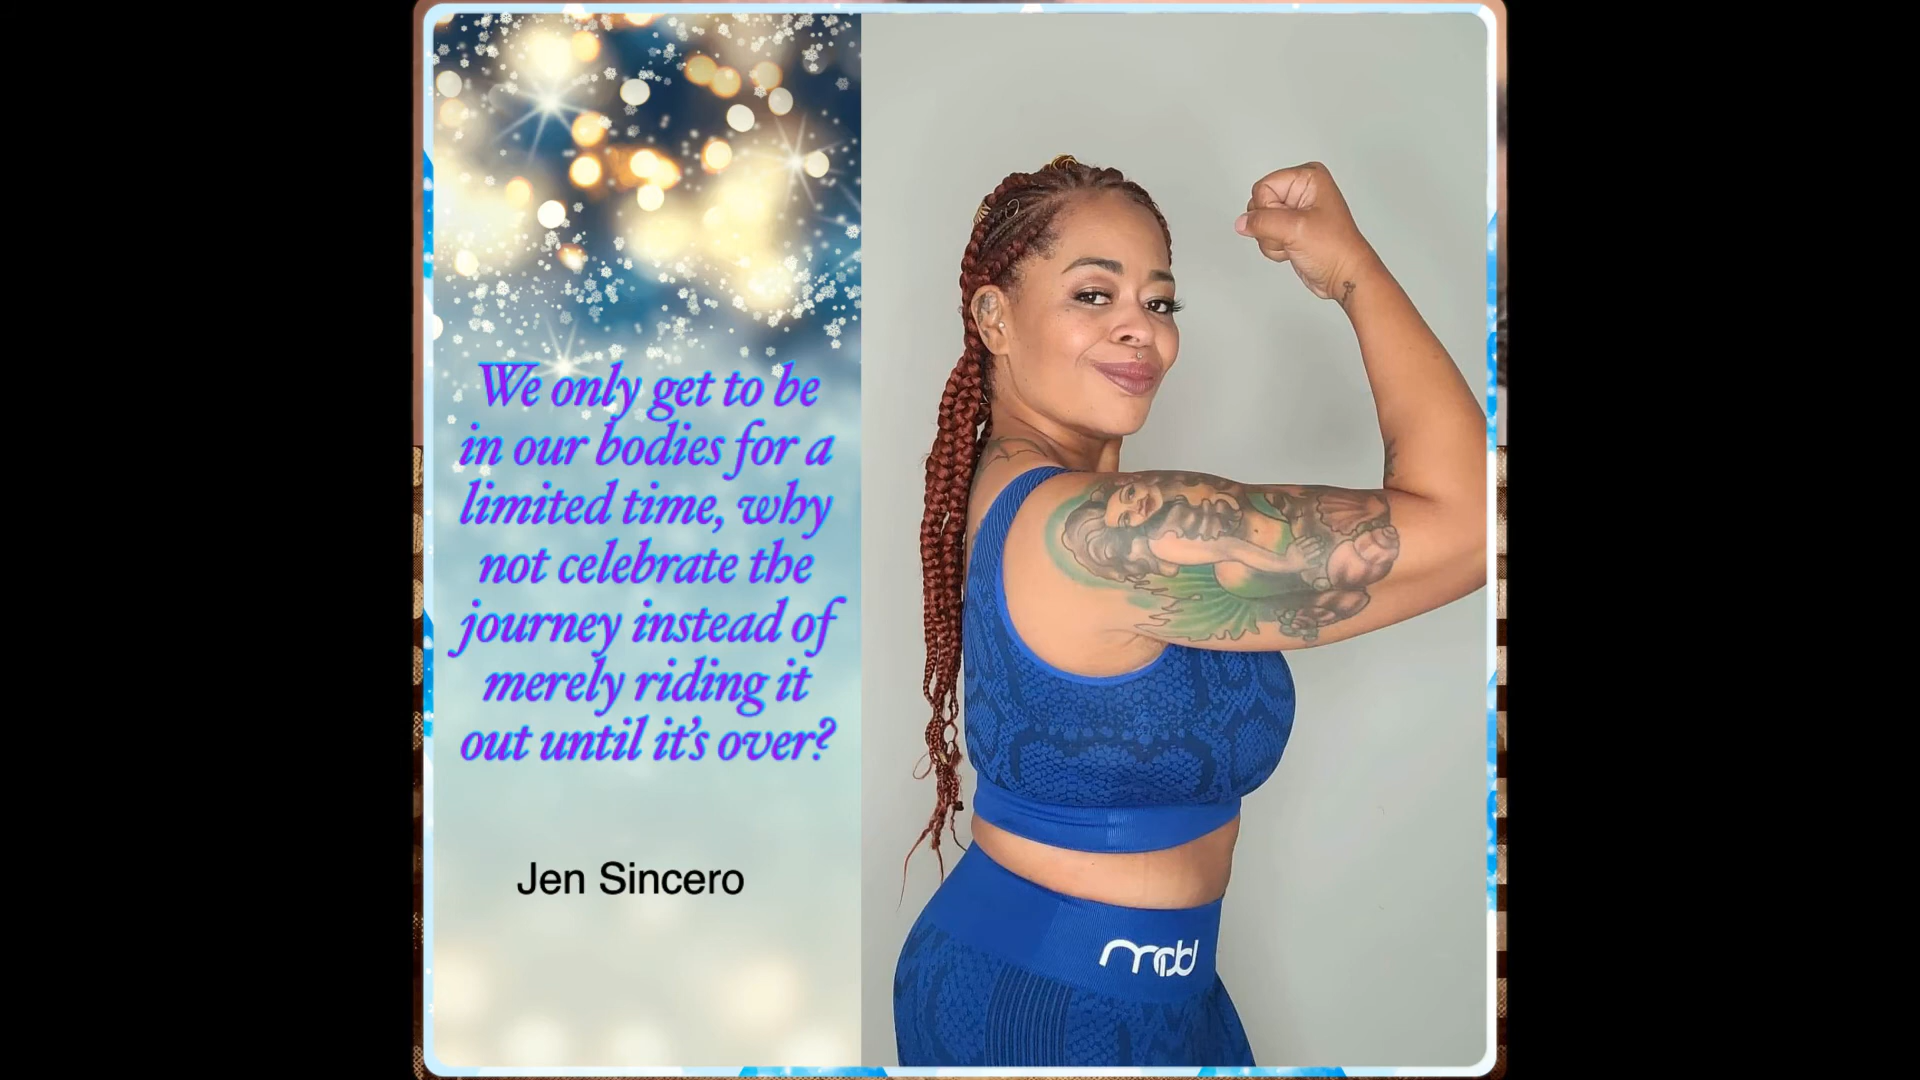 We only get to be
in our bodies for a
limited time, why
not celebrate the
journey instead of
merely riding it
out until it's over?
Jen Sincero